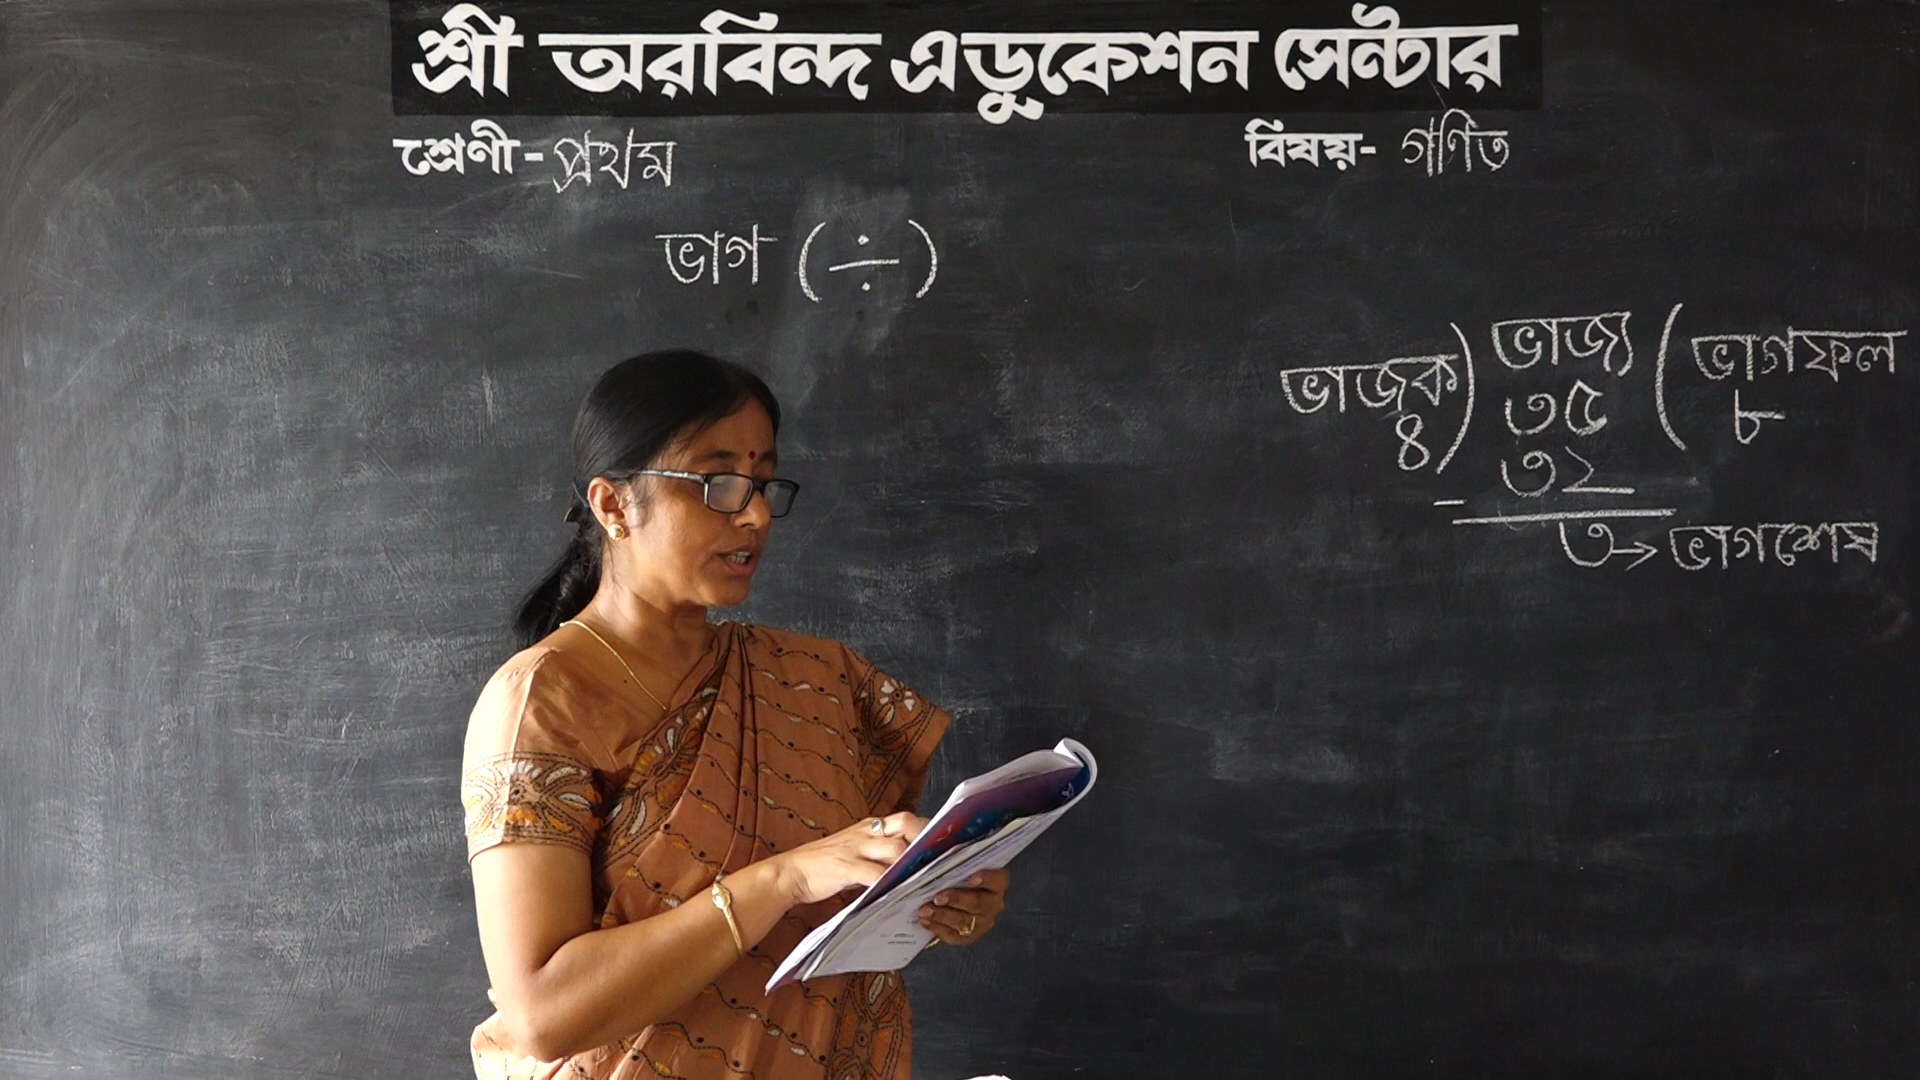 শ্রী অরবিন্দ এডুকেশন সেন্টার
শ্রেণী - প্রথম
বিষয় - গণিত
ভাগ (÷)
ভাজক) ভাজ্য (ভাগফল
৪) ৩৫ (৮
- ৩২
৩ → ভাগশেষ